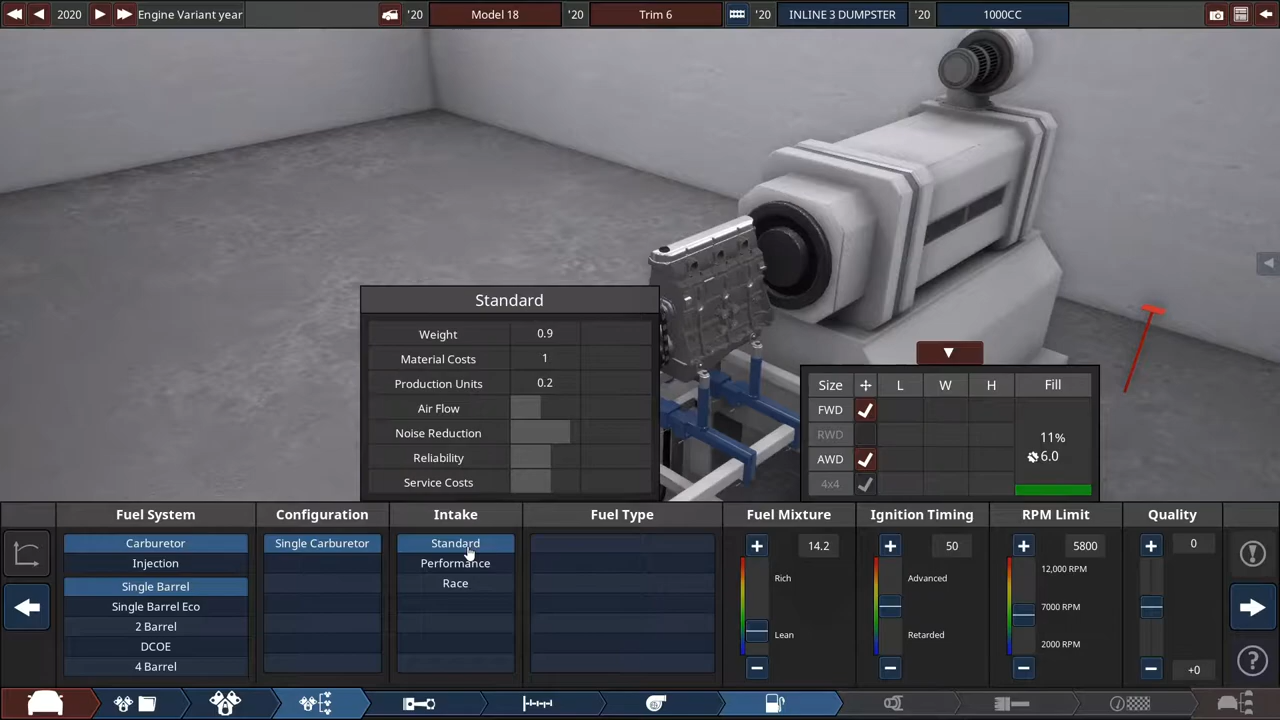 2020 Engine Variant year '20 Model 18 '20 Trim 6 '20 INLINE 3 DUMPSTER '20 1000CC
Standard
Weight 0.9
Material Costs 1
Production Units 0.2
Air Flow
Noise Reduction
Reliability
Service Costs
Size L W H Fill
FWD
RWD
AWD
4x4
11%
6.0
Fuel System
Carburetor
Injection
Single Barrel
Single Barrel Eco
2 Barrel
DCOE
4 Barrel
Configuration
Single Carburetor
Intake
Standard
Performance
Race
Fuel Type
Fuel Mixture
14.2
Rich
Lean
Ignition Timing
50
Advanced
Retarded
RPM Limit
5800
12,000 RPM
7000 RPM
2000 RPM
Quality
0
+0